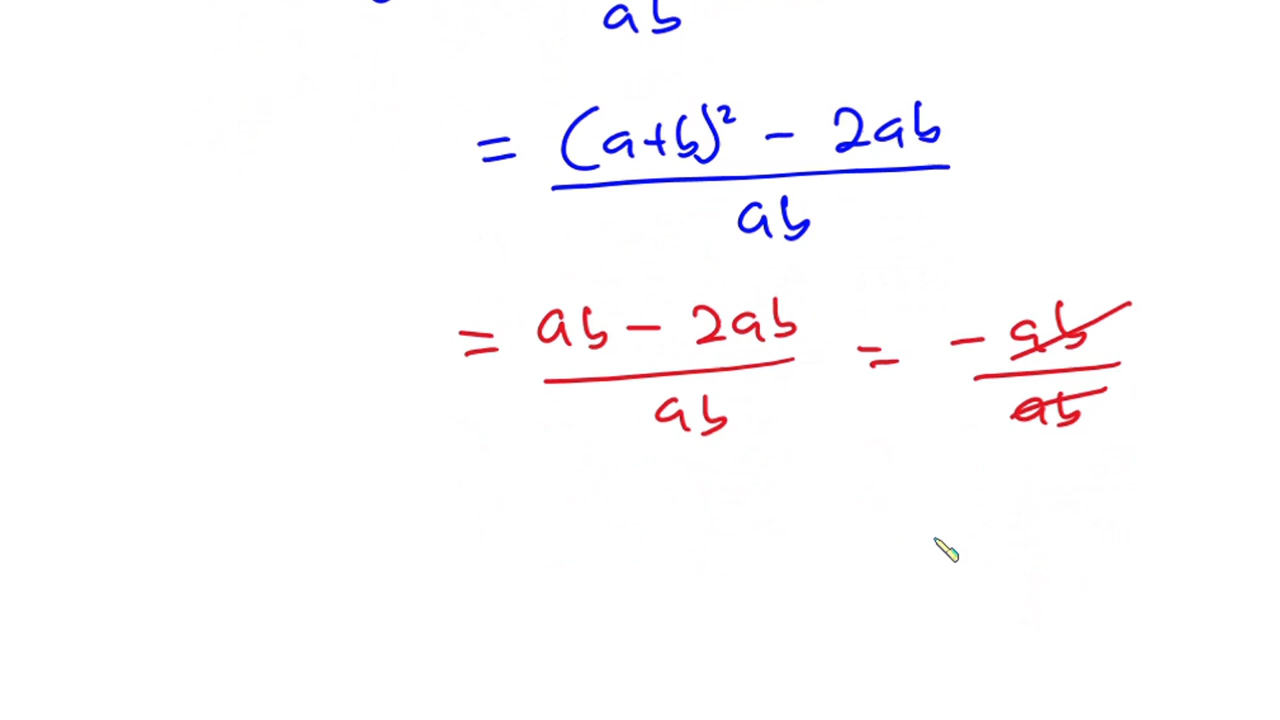 ab
= (a+b)² - 2ab
ab
= ab - 2ab = - ab
ab ab